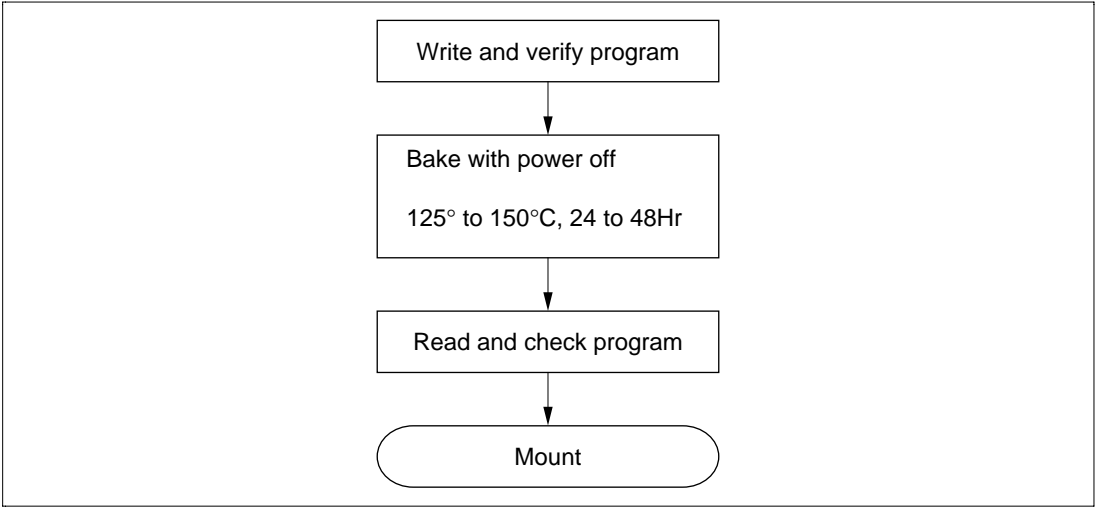 Write and verify program
Bake with power off
125° to 150°C, 24 to 48Hr
Read and check program
Mount